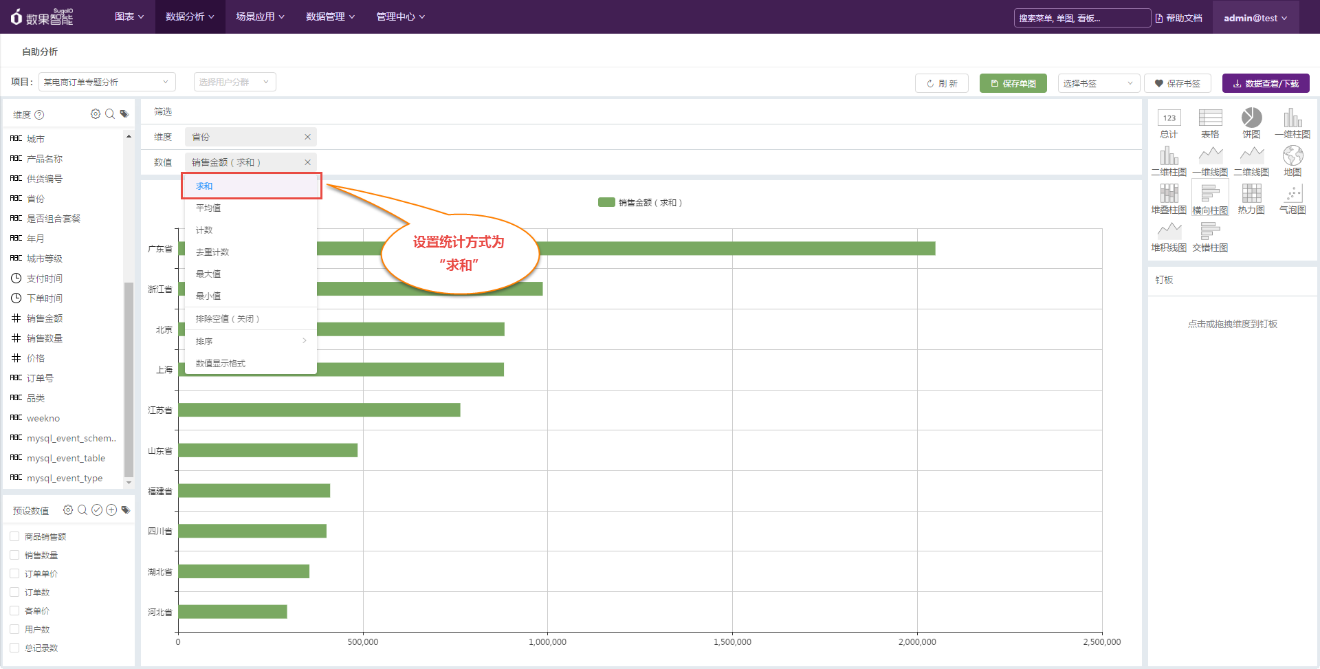 数果智能 SugoIO
图表 数据分析 场景应用 数据管理 管理中心
搜索菜单, 单图, 看板... 帮助文档 admin@test
自助分析
项目: 某电商订单专题分析 选择用户分群 刷 新 保存单图 选择书签 保存书签 数据查看/下载
维度
城市
产品名称
供货编号
省份
是否组合套餐
年月
城市等级
支付时间
下单时间
销售金额
销售数量
价格
订单号
品类
weekno
mysql_event_schem..
mysql_event_table
mysql_event_type
预设数值
商品销售额
销售数量
订单单价
订单数
客单价
用户数
总记录数
筛选
维度 省份
数值 销售金额（求和）
求和
平均值
计数
去重计数
最大值
最小值
排除空值（关闭）
排序
数值显示格式
设置统计方式为
“求和”
销售金额（求和）
广东省
浙江省
北京
上海
江苏省
山东省
福建省
四川省
湖北省
河北省
0 500,000 1,000,000 1,500,000 2,000,000 2,500,000
123
总计 表格 饼图 一维柱图
二维柱图 一维线图 二维线图 地图
堆叠柱图 横向柱图 热力图 气泡图
堆积线图 交错柱图
钉板
点击或拖拽维度到钉板